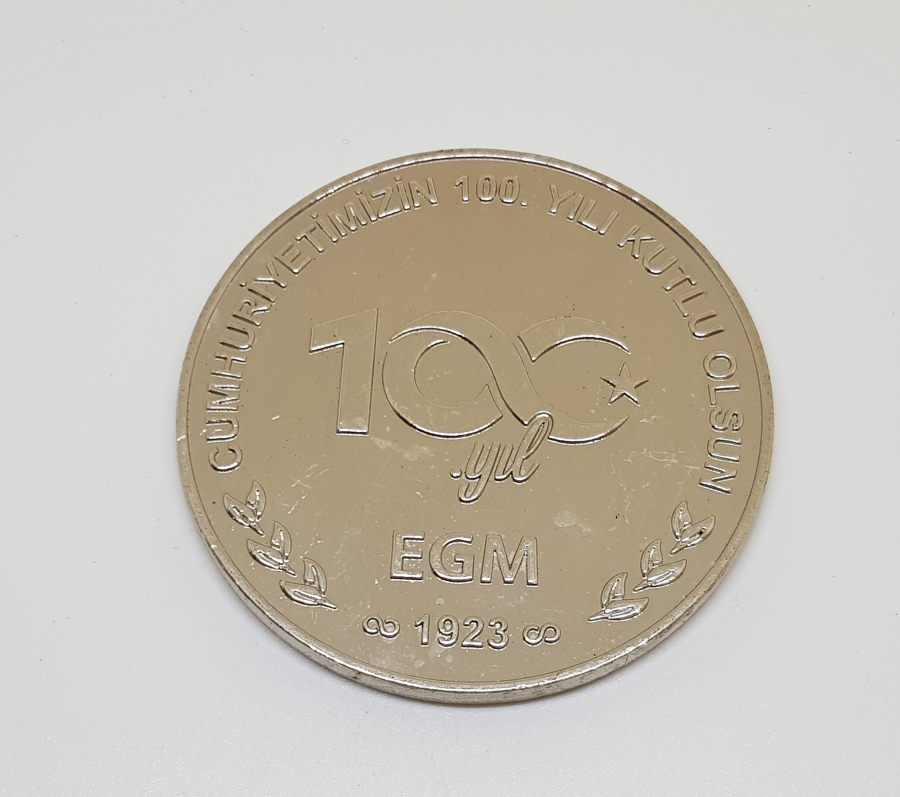 CUMHURİYETİMİZİN 100. YILI KUTLU OLSUN
100
.yıl
EGM
1923